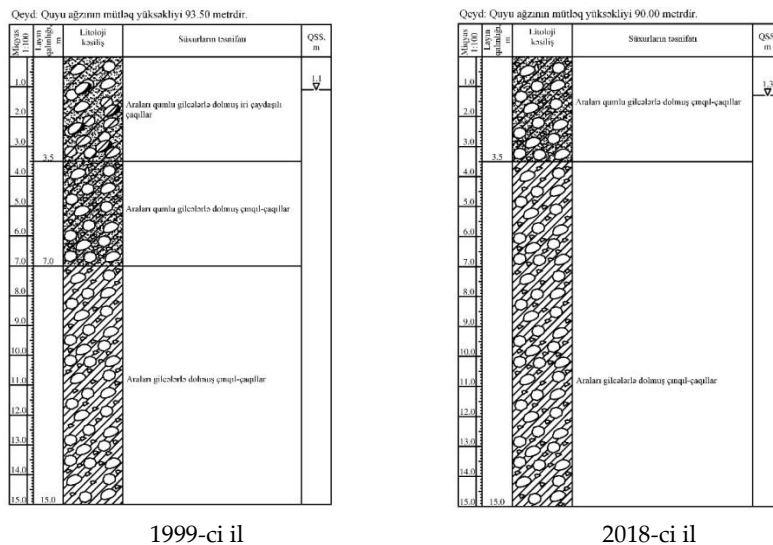 Qeyd: Quyu ağzının mütləq yüksəkliyi 93.50 metrdir.
Miqyas 1:100
Layın qalınlığı, m
Litoloji kəsiliş
Süxurların təsnifatı
QSS, m
1.0
2.0
3.0
4.0
5.0
6.0
7.0
8.0
9.0
10.0
11.0
12.0
13.0
14.0
15.0
3.5
7.0
15.0
Araları qumlu gilcələrlə dolmuş iri çaydaşılı
çaqıllar
Araları qumlu gilcələrlə dolmuş çınqıl-çaqıllar
Araları gilcələrlə dolmuş çınqıl-çaqıllar
1.1
1999-ci il
Qeyd: Quyu ağzının mütləq yüksəkliyi 90.00 metrdir.
Miqyas 1:100
Layın qalınlığı, m
Litoloji kəsiliş
Süxurların təsnifatı
QSS, m
1.0
2.0
3.0
4.0
5.0
6.0
7.0
8.0
9.0
10.0
11.0
12.0
13.0
14.0
15.0
3.5
15.0
Araları qumlu gilcələrlə dolmuş çınqıl-çaqıllar
Araları gilcələrlə dolmuş çınqıl-çaqıllar
1.3
2018-ci il